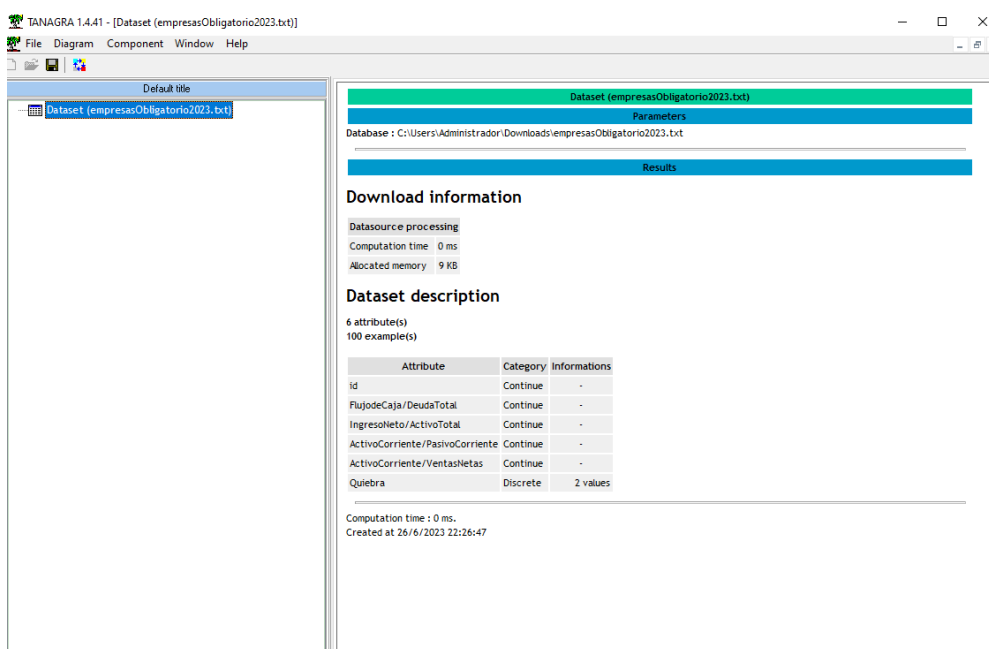 TANAGRA 1.4.41 - [Dataset (empresasObligatorio2023.txt)]
File Diagram Component Window Help
Default title
Dataset (empresasObligatorio2023.txt)
Dataset (empresasObligatorio2023.txt)
Parameters
Database : C:\Users\Administrador\Downloads\empresasObligatorio2023.txt
Results
Download information
Datasource processing
Computation time 0 ms
Allocated memory 9 KB
Dataset description
6 attribute(s)
100 example(s)
Attribute Category Informations
id Continue -
FlujodeCaja/DeudaTotal Continue -
IngresoNeto/ActivoTotal Continue -
ActivoCorriente/PasivoCorriente Continue -
ActivoCorriente/VentasNetas Continue -
Quiebra Discrete 2 values
Computation time : 0 ms.
Created at 26/6/2023 22:26:47